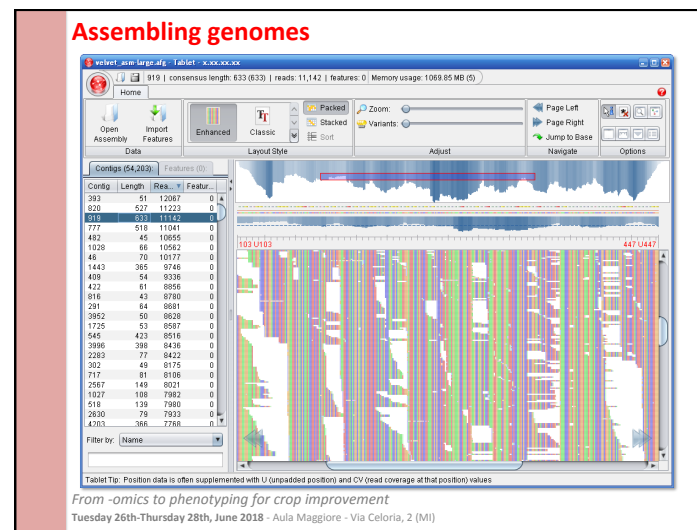 Assembling genomes
velvet_asm-large.afg - Tablet - x.xx.xx.xx
919 | consensus length: 633 (633) | reads: 11,142 | features: 0 | Memory usage: 1069.85 MB (5)
Home
Open Assembly
Import Features
Data
Enhanced
Classic
Packed
Stacked
Sort
Layout Style
Zoom:
Variants:
Adjust
Page Left
Page Right
Jump to Base
Navigate
Options
Contigs (54,203):
Features (0):
Contig Length Rea... Featur...
393 51 12067 0
820 527 11223 0
919 633 11142 0
777 518 11041 0
482 45 10655 0
1028 66 10562 0
46 70 10177 0
1443 365 9746 0
409 54 9336 0
422 61 8856 0
816 43 8780 0
291 64 8681 0
3952 50 8628 0
1725 53 8587 0
545 423 8516 0
3996 398 8436 0
2283 77 8422 0
302 49 8175 0
717 81 8106 0
2567 149 8021 0
1027 108 7982 0
518 139 7980 0
2630 79 7933 0
4203 366 7768 0
103 U103
447 U447
Filter by: Name
Tablet Tip: Position data is often supplemented with U (unpadded position) and CV (read coverage at that position) values
From -omics to phenotyping for crop improvement
Tuesday 26th-Thursday 28th, June 2018 - Aula Maggiore - Via Celoria, 2 (MI)